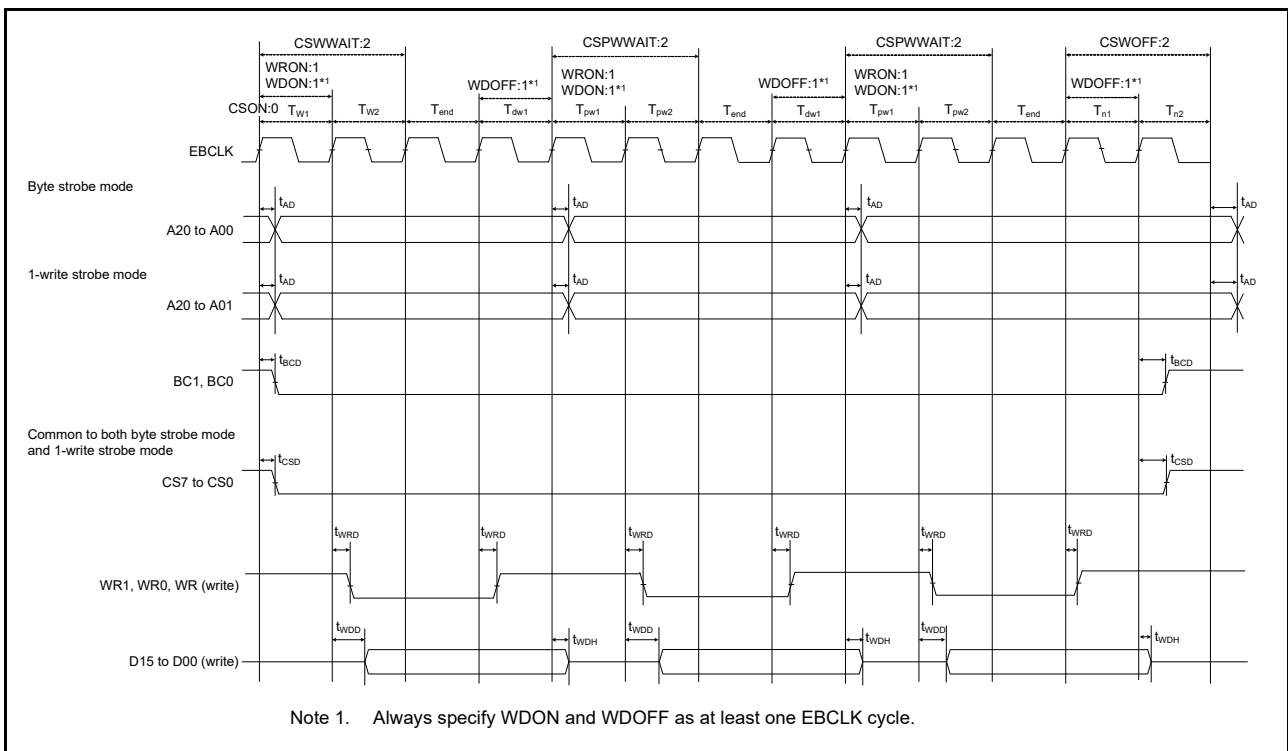 CSWWAIT:2 CSPWWAIT:2 CSPWWAIT:2 CSWOFF:2
WRON:1 WRON:1 WRON:1
WDON:1*1 WDOFF:1*1 WDON:1*1 WDOFF:1*1 WDON:1*1 WDOFF:1*1
CSON:0 TW1 TW2 Tend Tdw1 Tpw1 Tpw2 Tend Tdw1 Tpw1 Tpw2 Tend Tn1 Tn2
EBCLK
Byte strobe mode
tAD tAD tAD tAD
A20 to A00
1-write strobe mode
tAD tAD tAD tAD
A20 to A01
tBCD tBCD
BC1, BC0
Common to both byte strobe mode
and 1-write strobe mode
tCSD tCSD
CS7 to CS0
tWRD tWRD tWRD tWRD tWRD tWRD
WR1, WR0, WR (write)
tWDD tWDH tWDD tWDH tWDD tWDH
D15 to D00 (write)
Note 1. Always specify WDON and WDOFF as at least one EBCLK cycle.